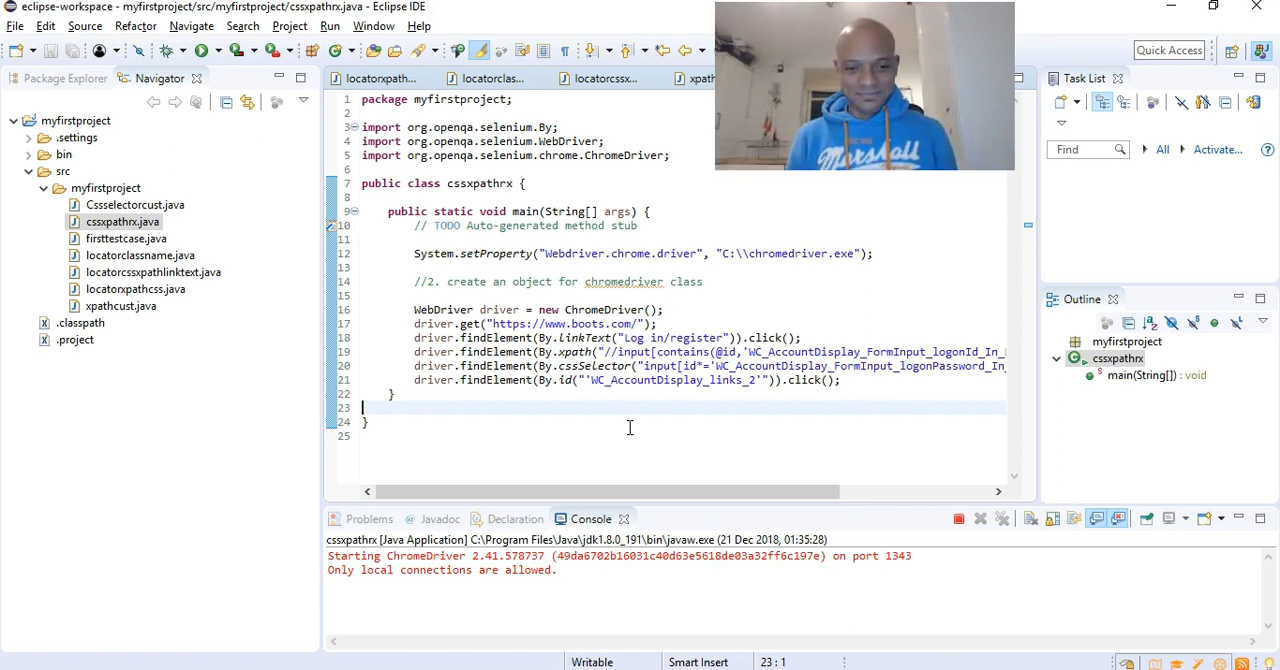 eclipse-workspace - myfirstproject/src/myfirstproject/cssxpathrx.java - Eclipse IDE
File Edit Source Refactor Navigate Search Project Run Window Help
Quick Access
Package Explorer Navigator
locatorxpath... locatorclas... locatorcssx... xpath
Task List
Find All Activate...
myfirstproject
.settings
bin
src
myfirstproject
Cssselectorcust.java
cssxpathrx.java
firsttestcase.java
locatorclassname.java
locatorcssxpathlinktext.java
locatorxpathcss.java
xpathcust.java
.classpath
.project
1 package myfirstproject;
2
3 import org.openqa.selenium.By;
4 import org.openqa.selenium.WebDriver;
5 import org.openqa.selenium.chrome.ChromeDriver;
6
7 public class cssxpathrx {
8
9 public static void main(String[] args) {
10 // TODO Auto-generated method stub
11
12 System.setProperty("Webdriver.chrome.driver", "C:\\chromedriver.exe");
13
14 //2. create an object for chromedriver class
15
16 WebDriver driver = new ChromeDriver();
17 driver.get("https://www.boots.com/");
18 driver.findElement(By.linkText("Log in/register")).click();
19 driver.findElement(By.xpath("//input[contains(@id,'WC_AccountDisplay_FormInput_logonId_In_
20 driver.findElement(By.cssSelector("input[id*='WC_AccountDisplay_FormInput_logonPassword_In_
21 driver.findElement(By.id("'WC_AccountDisplay_links_2'")).click();
22 }
23
24 }
25
Marshall
Outline
myfirstproject
cssxpathrx
main(String[]) : void
Problems Javadoc Declaration Console
cssxpathrx [Java Application] C:\Program Files\Java\jdk1.8.0_191\bin\javaw.exe (21 Dec 2018, 01:35:28)
Starting ChromeDriver 2.41.578737 (49da6702b16031c40d63e5618de03a32ff6c197e) on port 1343
Only local connections are allowed.
Writable Smart Insert 23 : 1